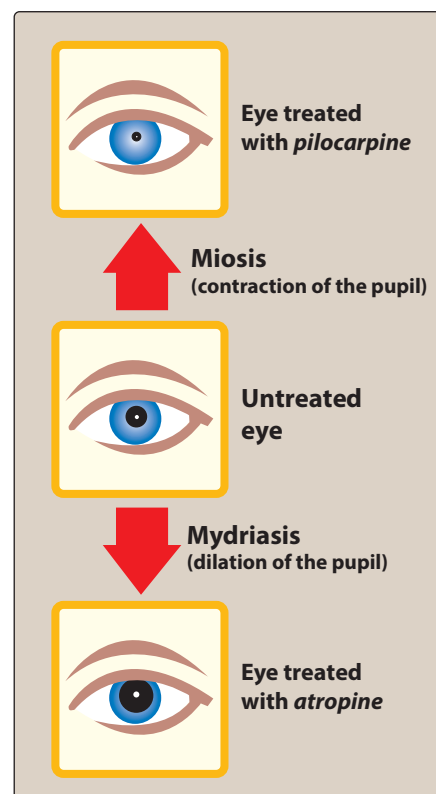 Eye treated
with pilocarpine
Miosis
(contraction of the pupil)
Untreated
eye
Mydriasis
(dilation of the pupil)
Eye treated
with atropine